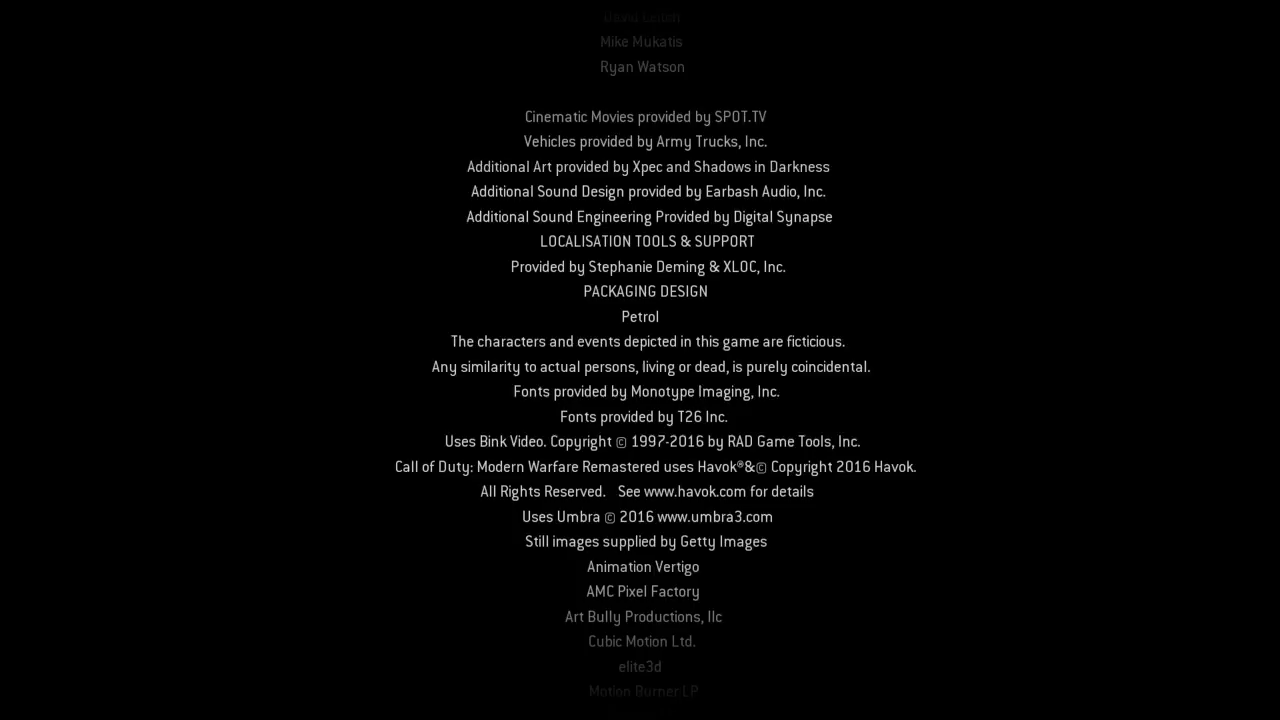 Mike Mukatis
Ryan Watson
Cinematic Movies provided by SPOT.TV
Vehicles provided by Army Trucks, Inc.
Additional Art provided by Xpec and Shadows in Darkness
Additional Sound Design provided by Earbash Audio, Inc.
Additional Sound Engineering Provided by Digital Synapse
LOCALISATION TOOLS & SUPPORT
Provided by Stephanie Deming & XLOC, Inc.
PACKAGING DESIGN
Petrol
The characters and events depicted in this game are ficticious.
Any similarity to actual persons, living or dead, is purely coincidental.
Fonts provided by Monotype Imaging, Inc.
Fonts provided by T26 Inc.
Uses Bink Video. Copyright © 1997-2016 by RAD Game Tools, Inc.
Call of Duty: Modern Warfare Remastered uses Havok®&© Copyright 2016 Havok.
All Rights Reserved. See www.havok.com for details
Uses Umbra © 2016 www.umbra3.com
Still images supplied by Getty Images
Animation Vertigo
AMC Pixel Factory
Art Bully Productions, llc
Cubic Motion Ltd.
elite3d
Motion Burner LP